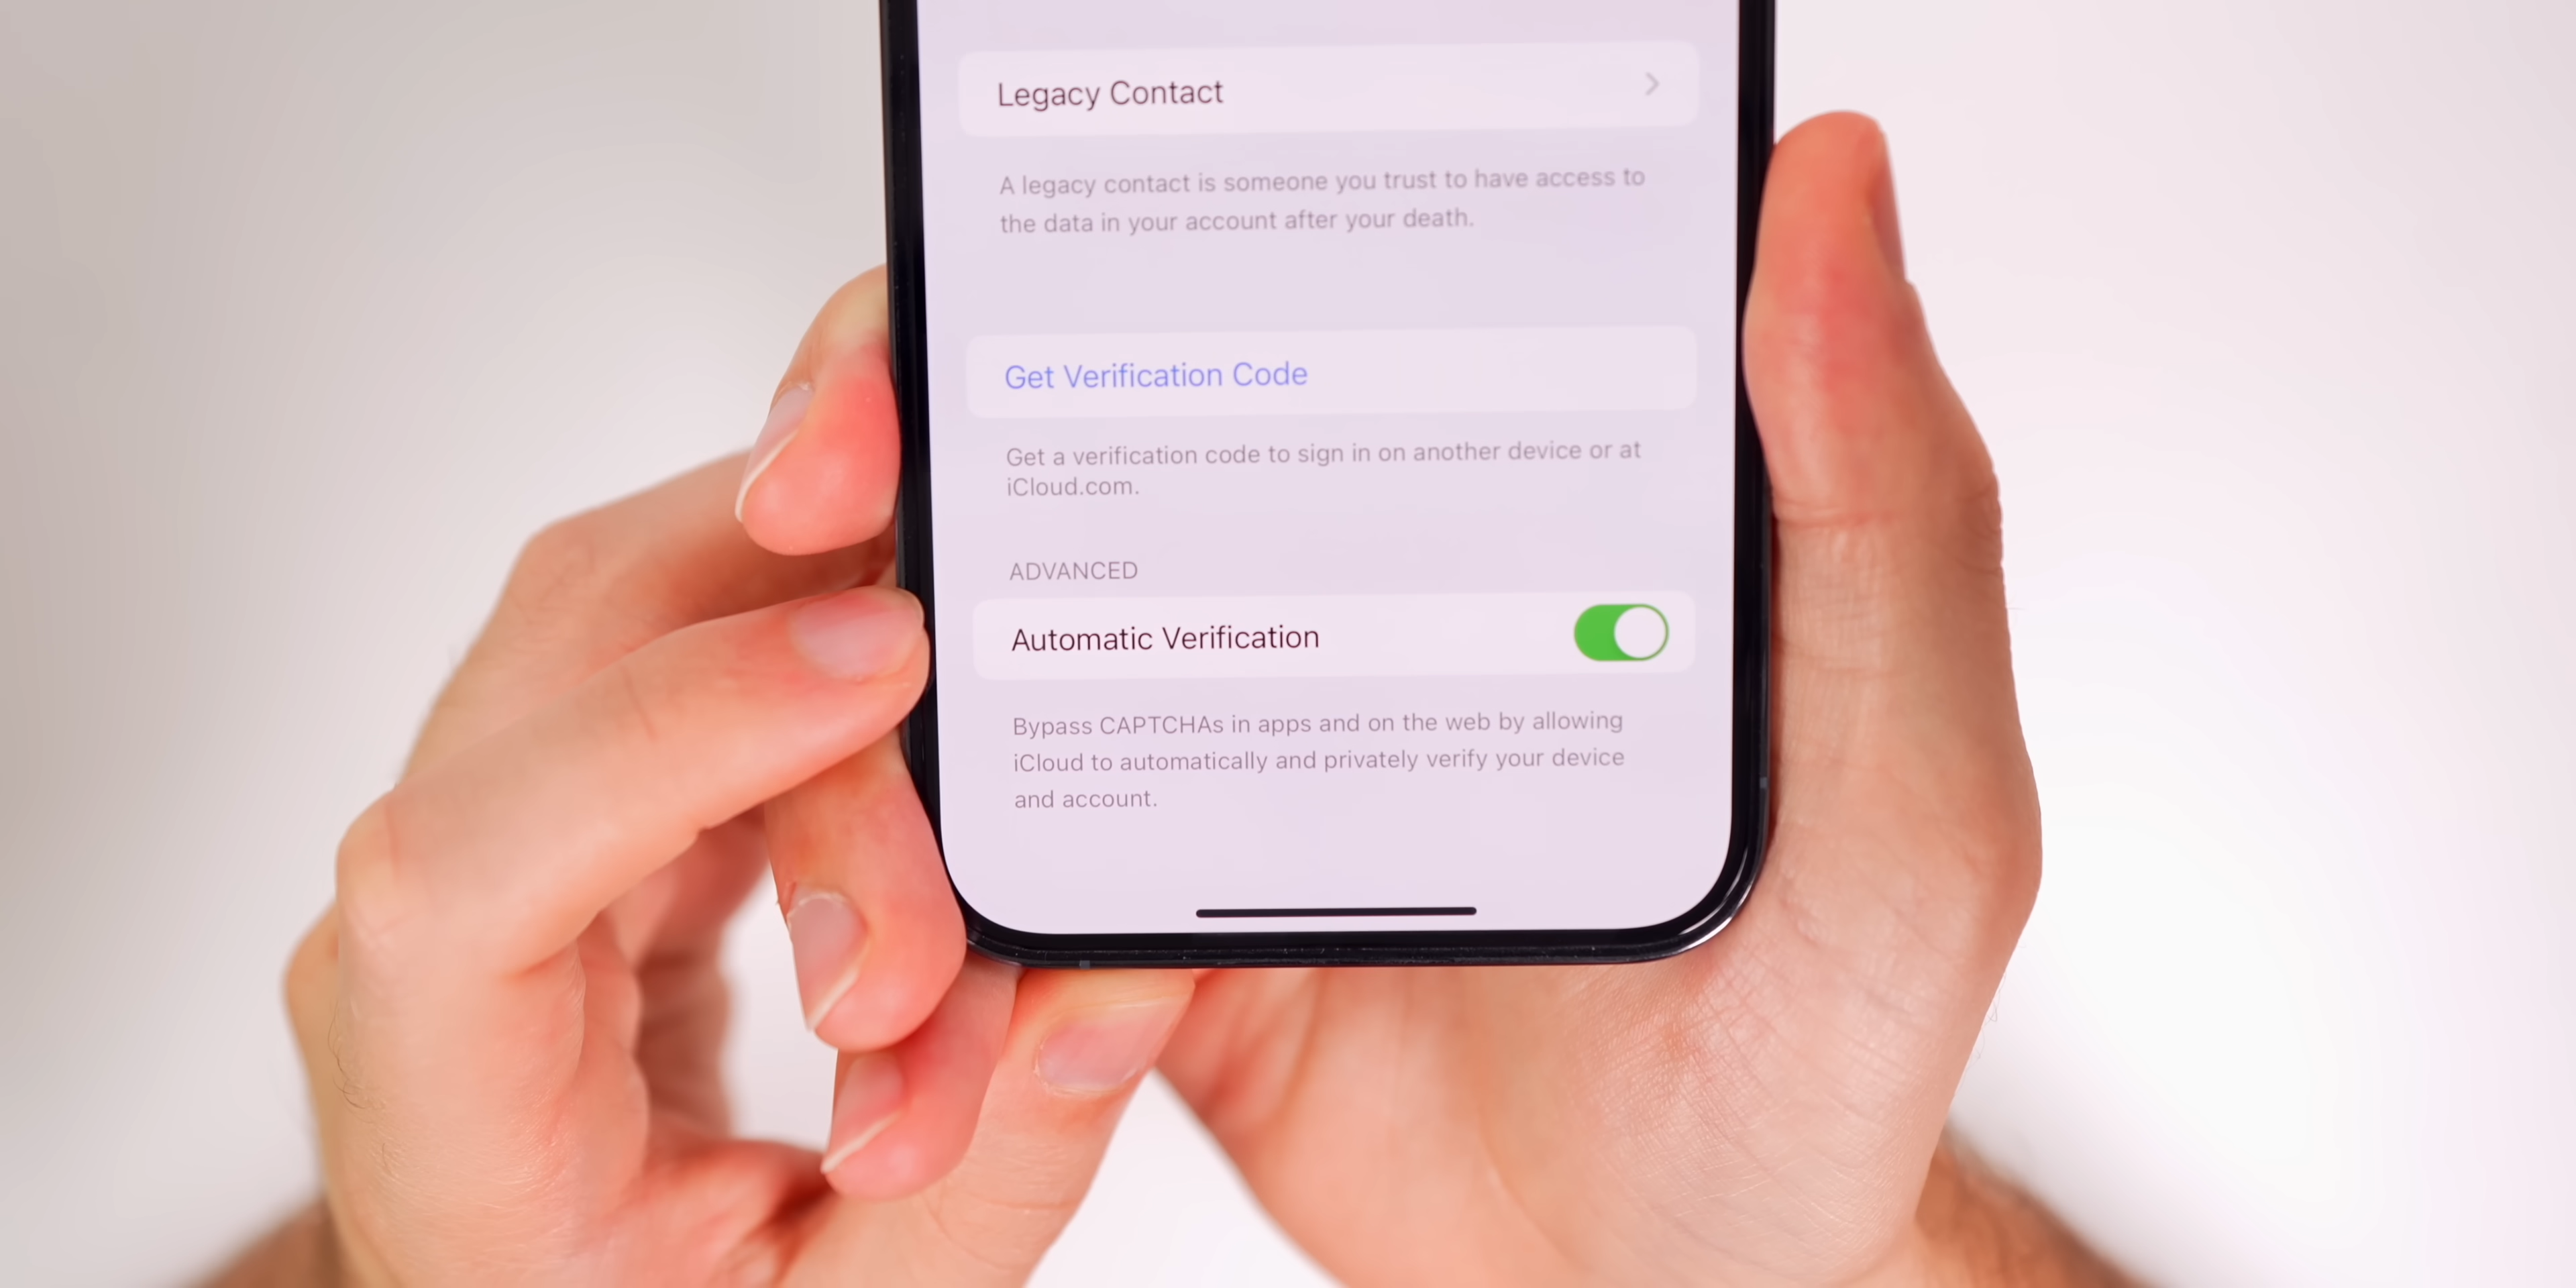 Legacy Contact
A legacy contact is someone you trust to have access to
the data in your account after your death.
Get Verification Code
Get a verification code to sign in on another device or at
iCloud.com.
ADVANCED
Automatic Verification
Bypass CAPTCHAs in apps and on the web by allowing
iCloud to automatically and privately verify your device
and account.